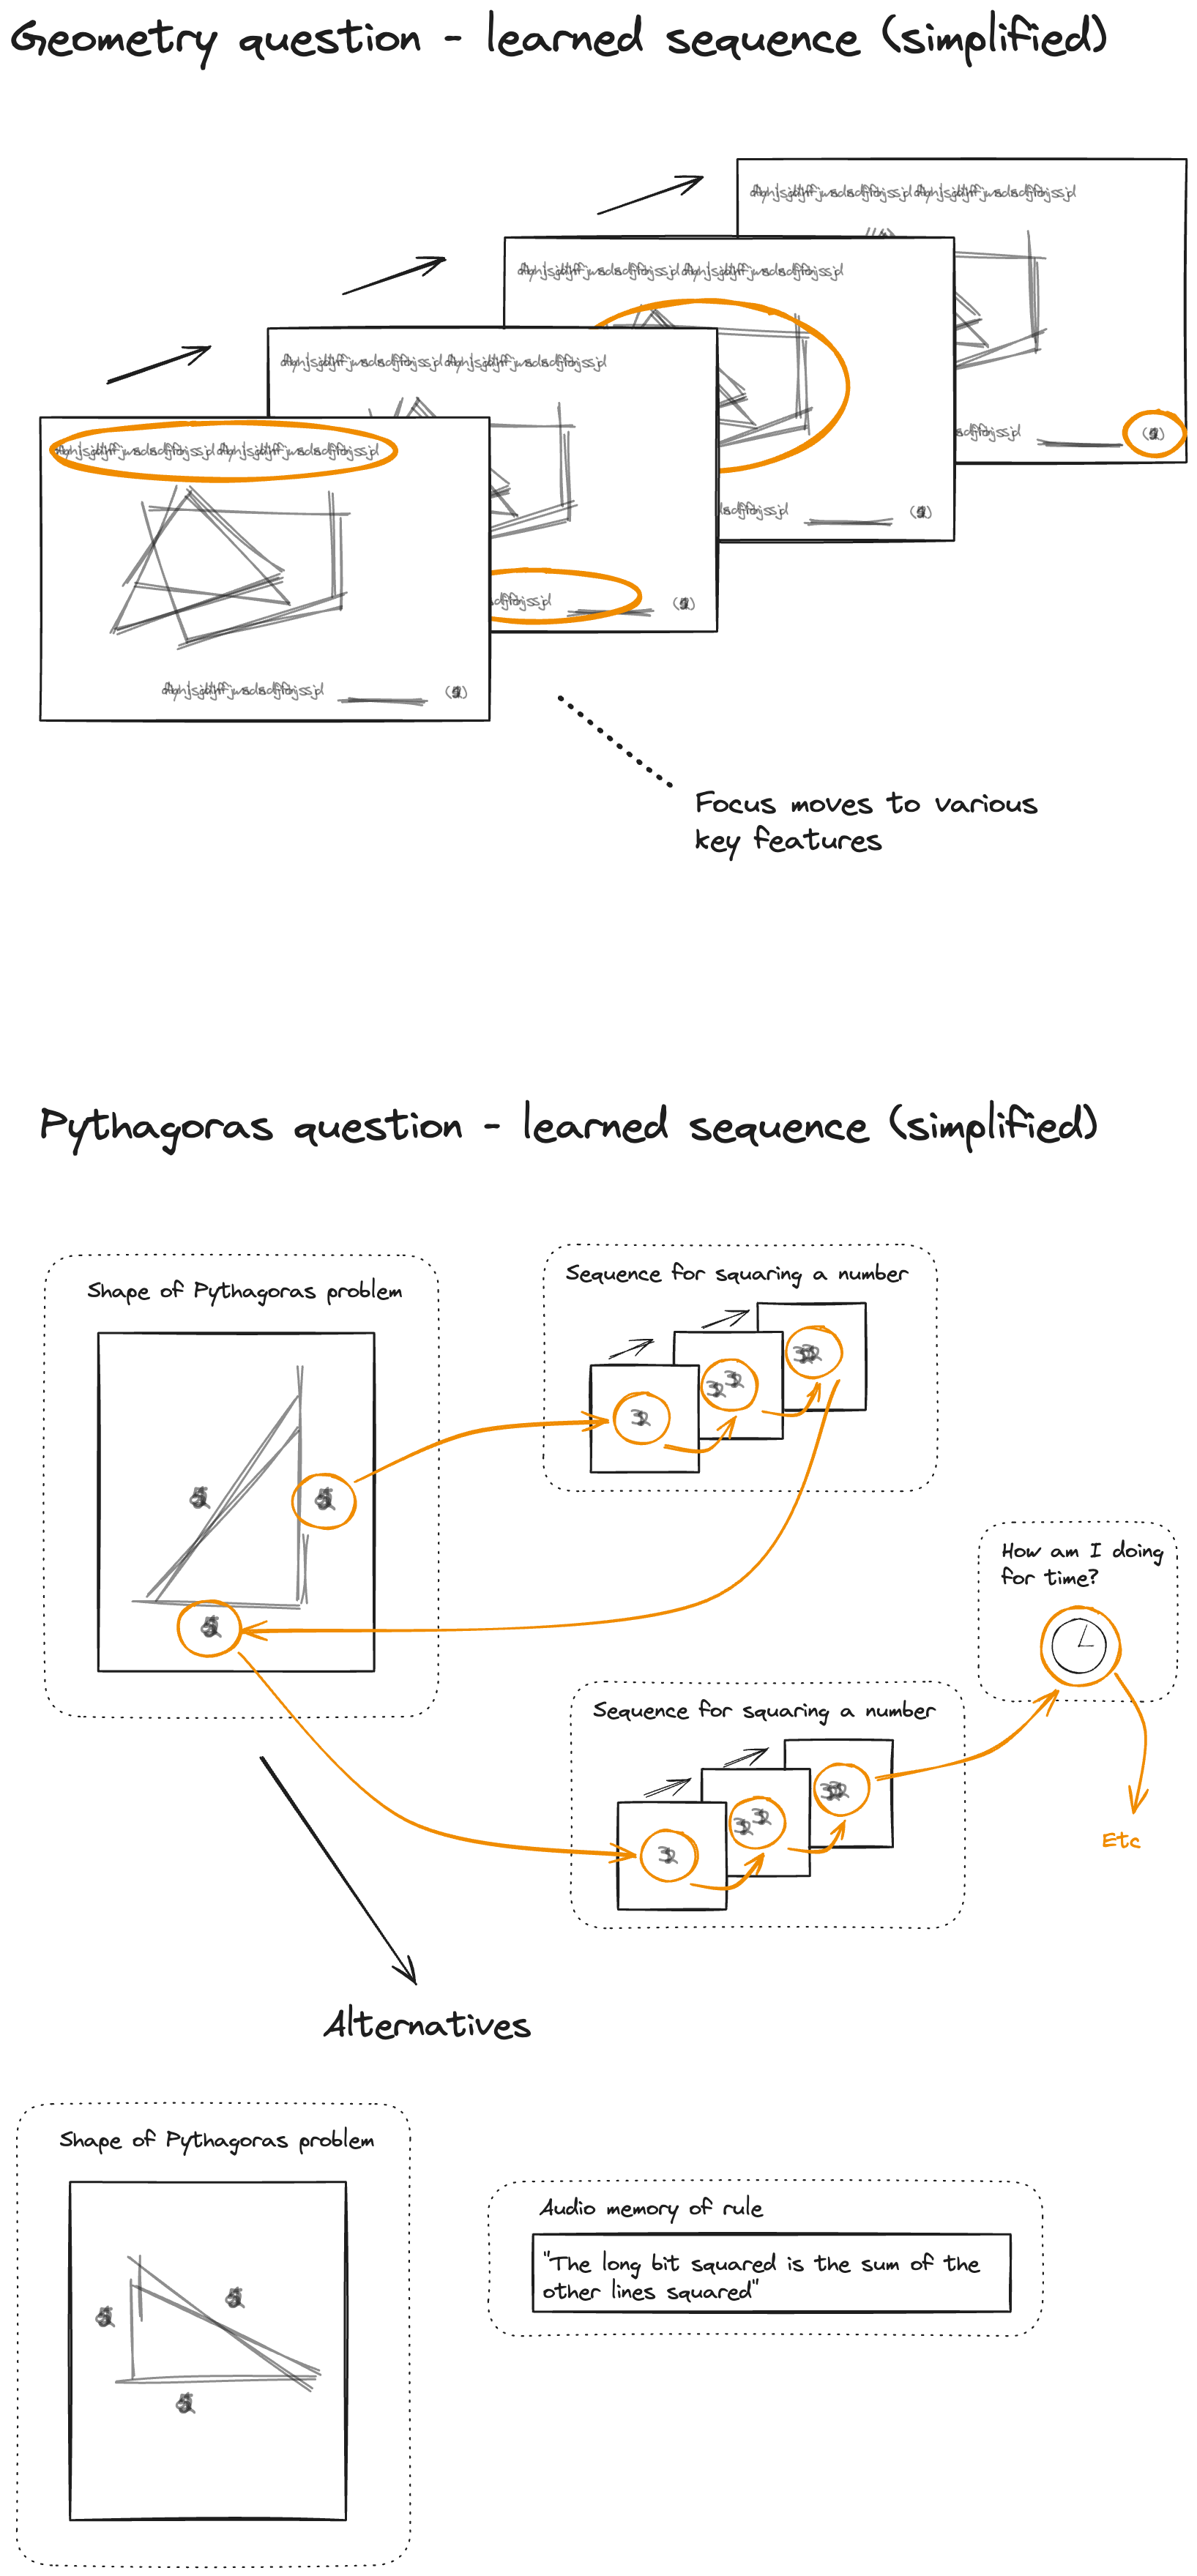 Geometry question - learned sequence (simplified)
Focus moves to various
key features
Pythagoras question - learned sequence (simplified)
Shape of Pythagoras problem
Sequence for squaring a number
How am I doing
for time?
Sequence for squaring a number
Etc
Alternatives
Shape of Pythagoras problem
Audio memory of rule
"The long bit squared is the sum of the
other lines squared"